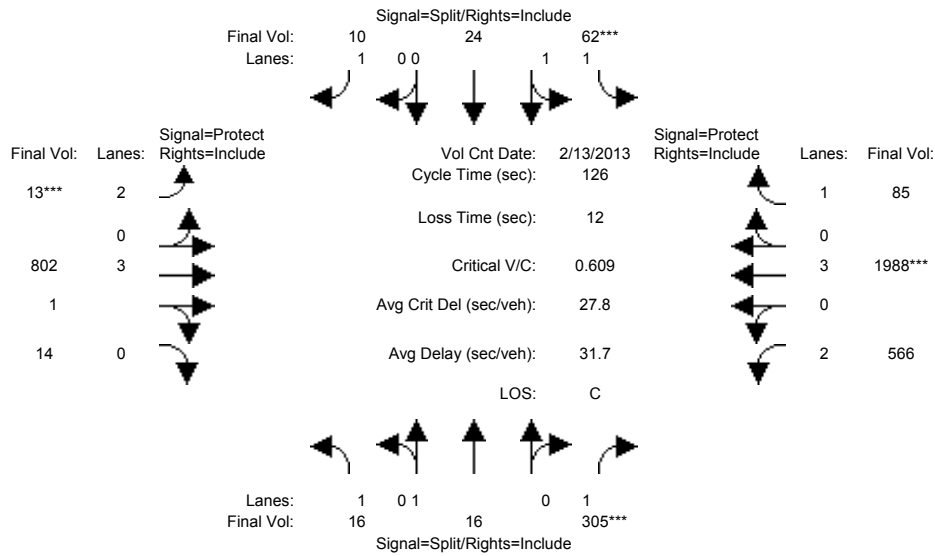 Signal=Split/Rights=Include
Final Vol: 10 24 62***
Lanes: 1 0 0 1 1
Signal=Protect Signal=Protect
Final Vol: Lanes: Rights=Include Vol Cnt Date: 2/13/2013 Rights=Include Lanes: Final Vol:
Cycle Time (sec): 126
13*** 2 1 85
Loss Time (sec): 12
0 0
802 3 Critical V/C: 0.609 3 1988***
1 0 Avg Crit Del (sec/veh): 27.8 0
14 0 Avg Delay (sec/veh): 31.7 2 566
LOS: C
Lanes: 1 0 1 0 1
Final Vol: 16 16 305***
Signal=Split/Rights=Include